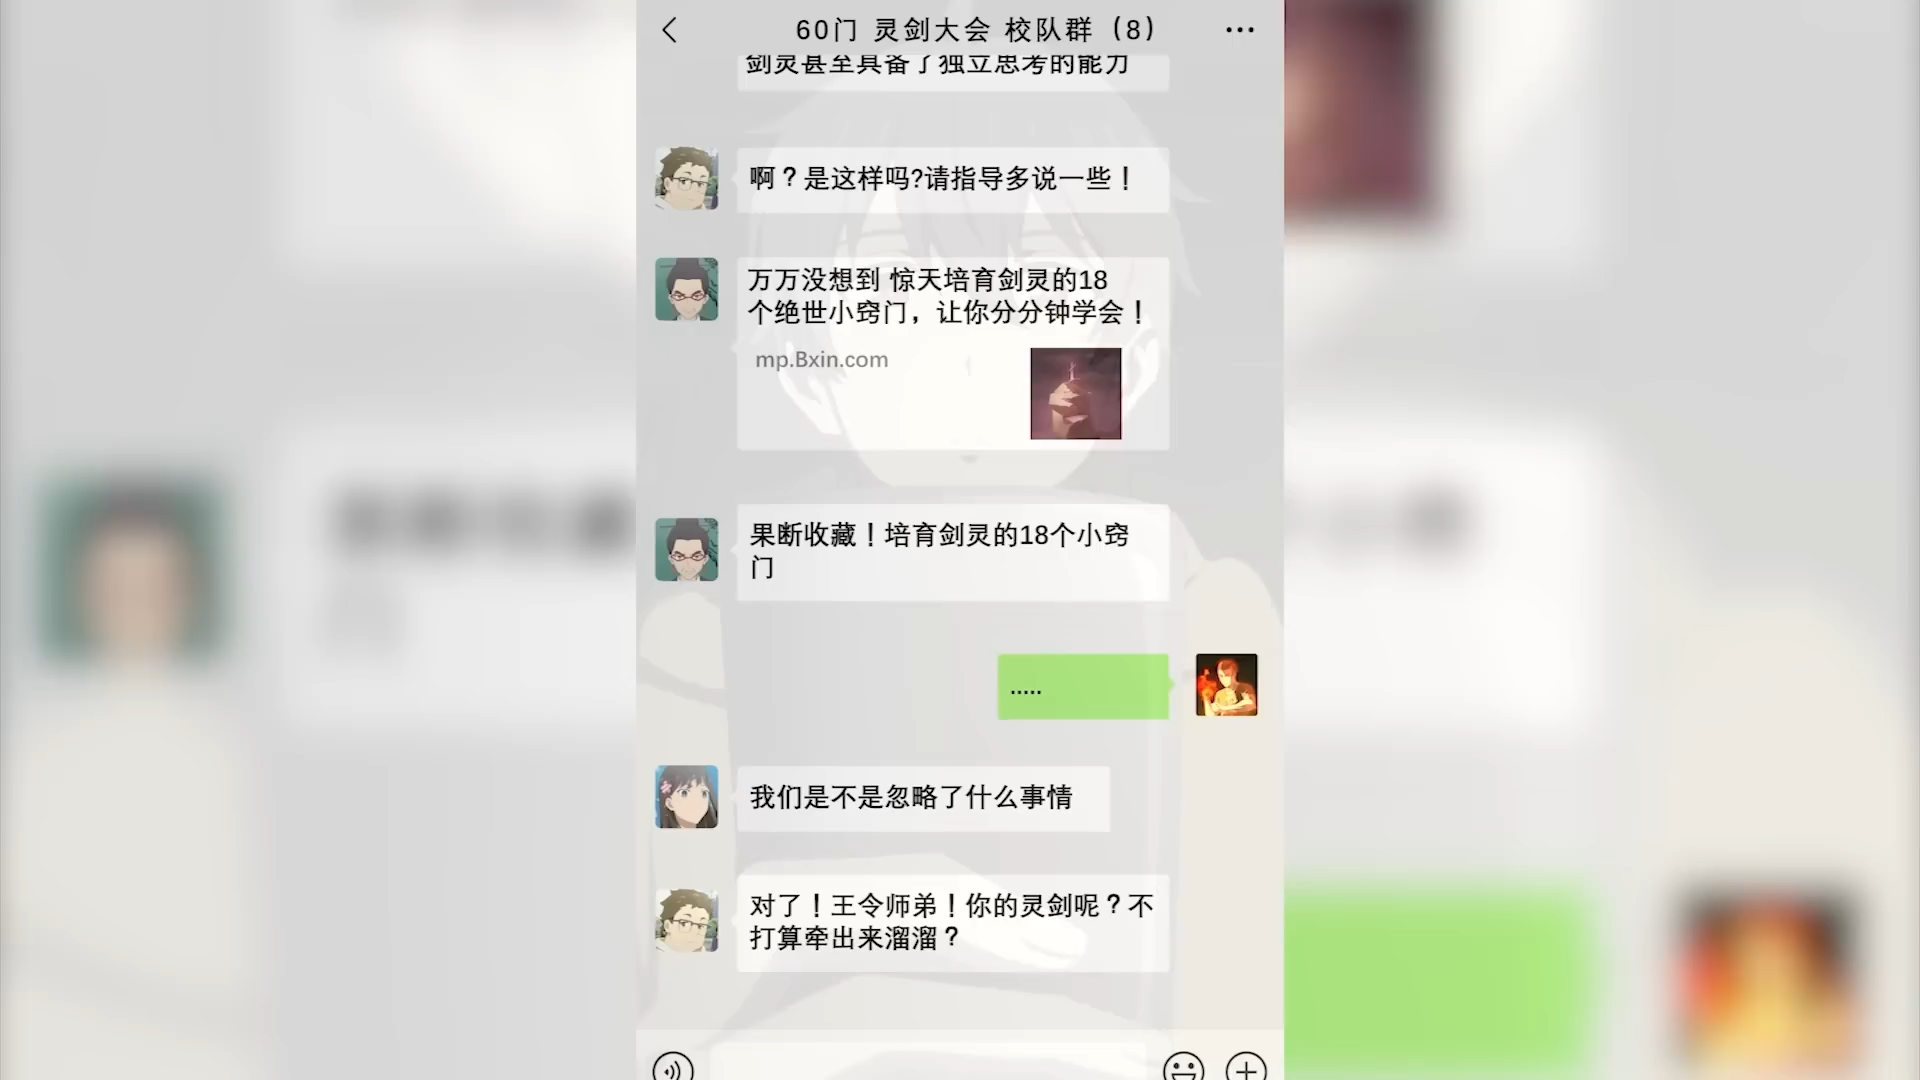 60门 灵剑大会 校队群（8）
剑灵甚至具备了独立思考的能力
啊？是这样吗?请指导多说一些！
万万没想到 惊天培育剑灵的18
个绝世小窍门，让你分分钟学会！
mp.Bxin.com
果断收藏！培育剑灵的18个小窍
门
.....
我们是不是忽略了什么事情
对了！王令师弟！你的灵剑呢？不
打算牵出来溜溜？